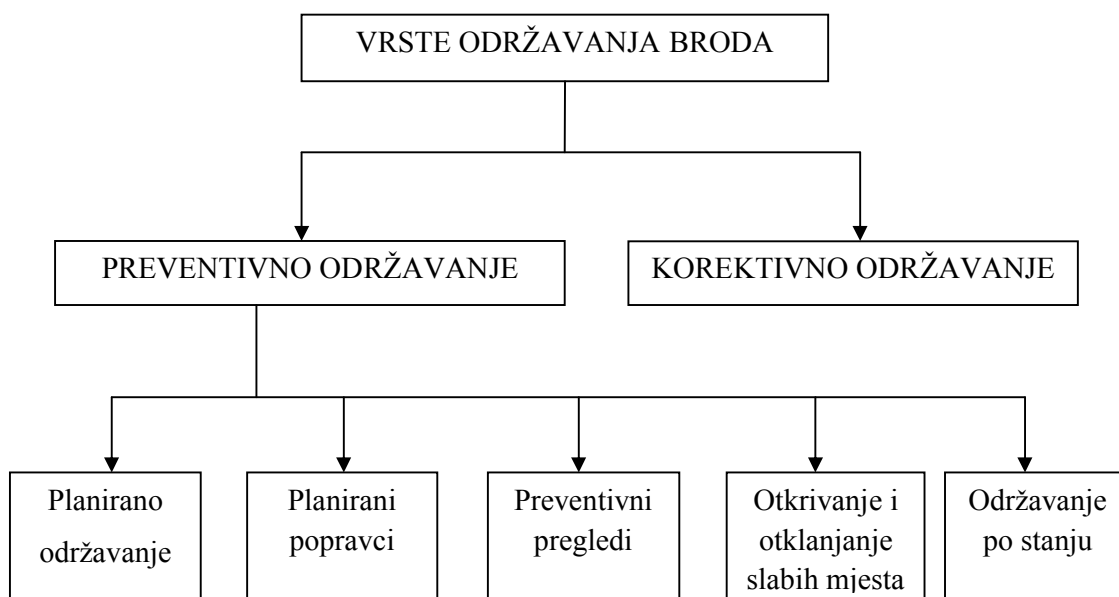 VRSTE ODRŽAVANJA BRODA
PREVENTIVNO ODRŽAVANJE
KOREKTIVNO ODRŽAVANJE
Planirano
održavanje
Planirani
popravci
Preventivni
pregledi
Otkrivanje i
otklanjanje
slabih mjesta
Održavanje
po stanju